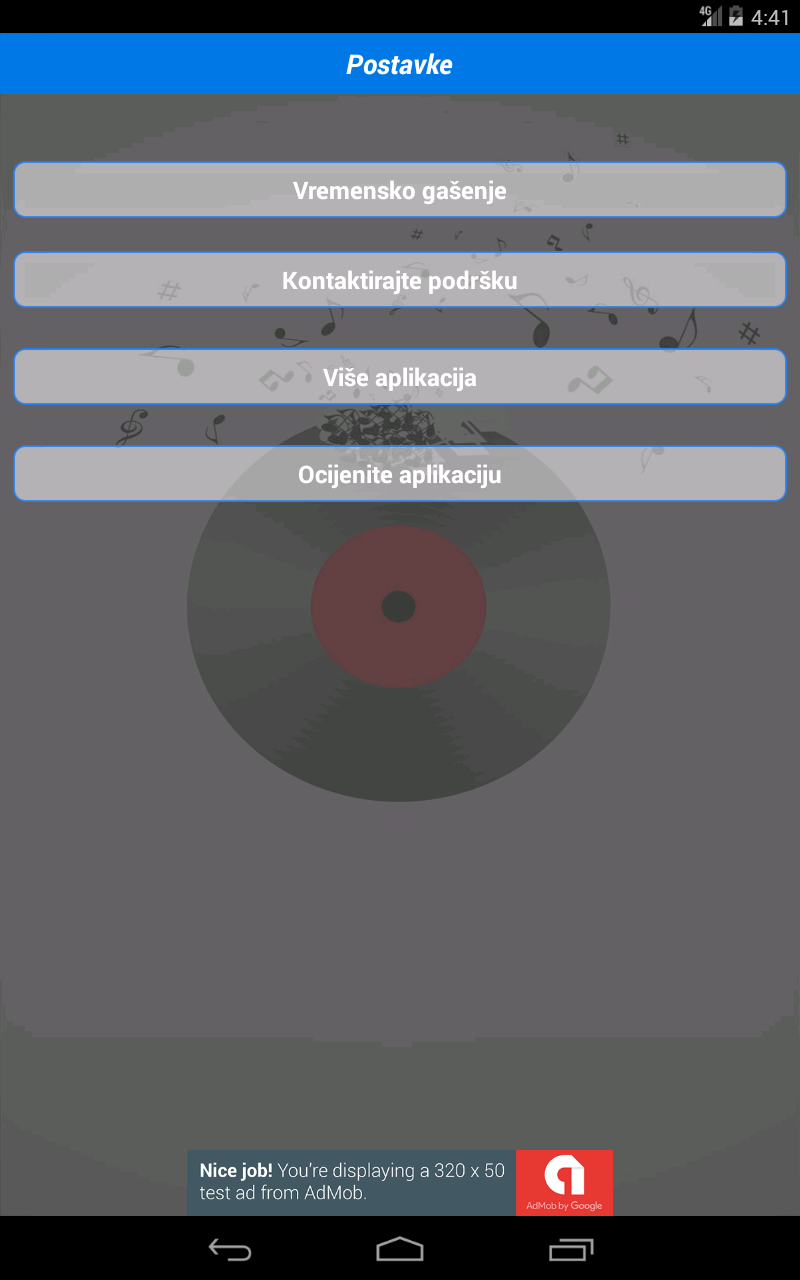 4G 4:41
Postavke
Vremensko gašenje
Kontaktirajte podršku
Više aplikacija
Ocijenite aplikaciju
Nice job! You're displaying a 320 x 50
test ad from AdMob.
AdMob by Google